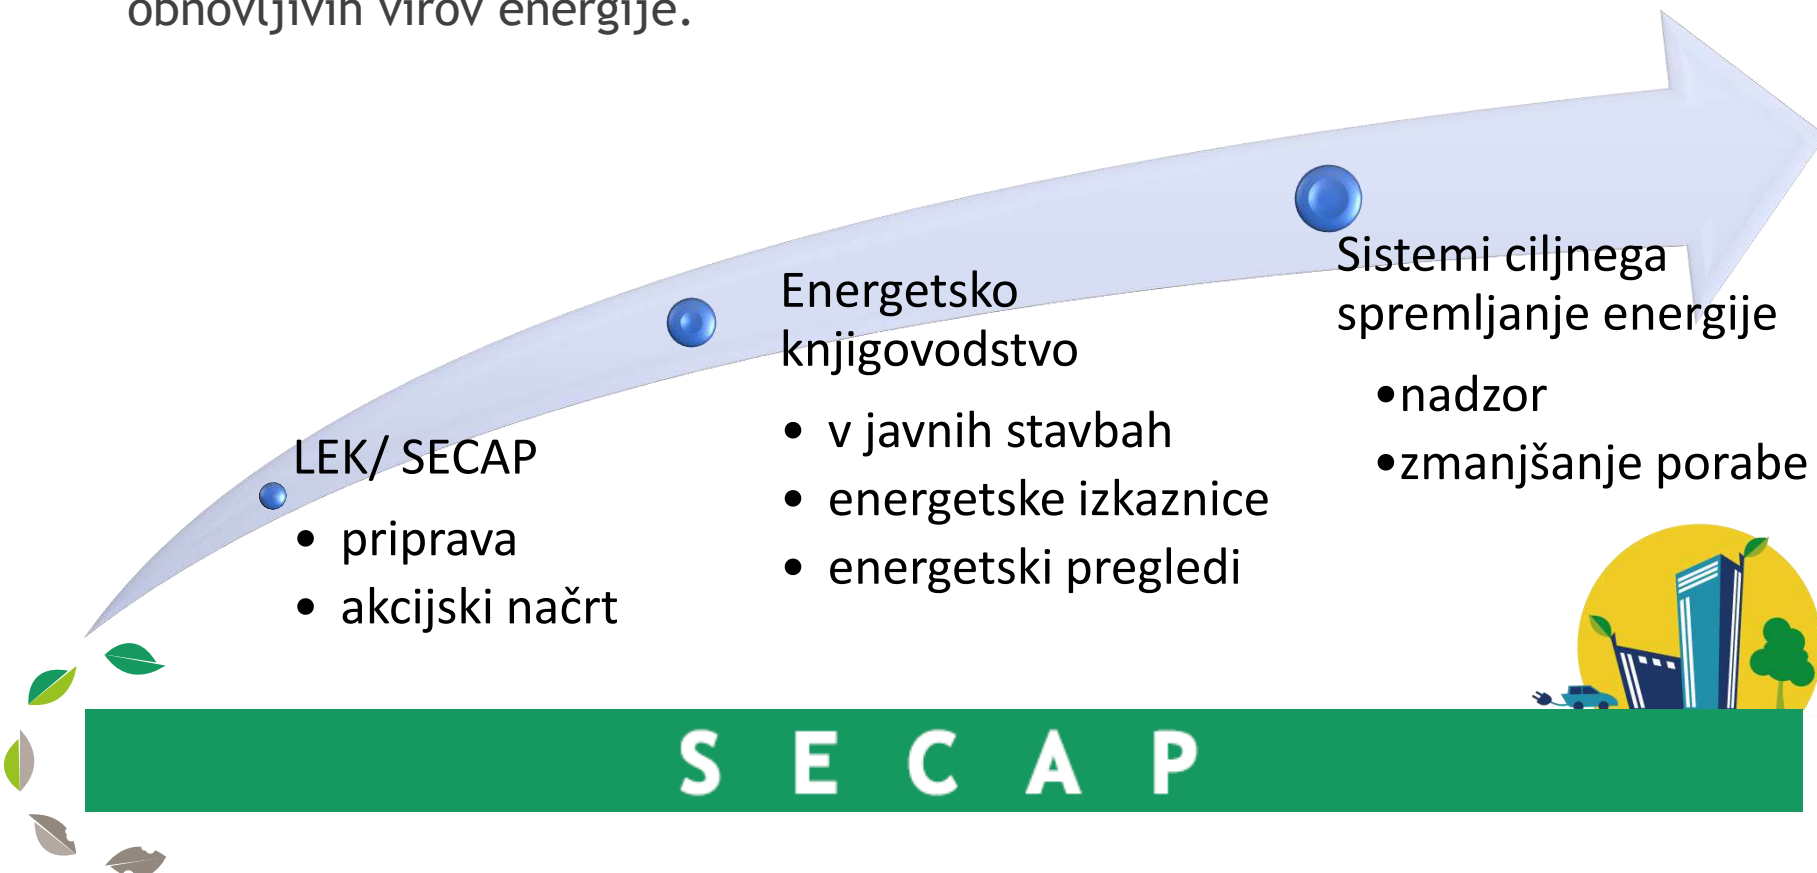 obnovljivih virov energije.
LEK/ SECAP
• priprava
• akcijski načrt
Energetsko
knjigovodstvo
• v javnih stavbah
• energetske izkaznice
• energetski pregledi
Sistemi ciljnega
spremljanje energije
•nadzor
•zmanjšanje porabe
S E C A P